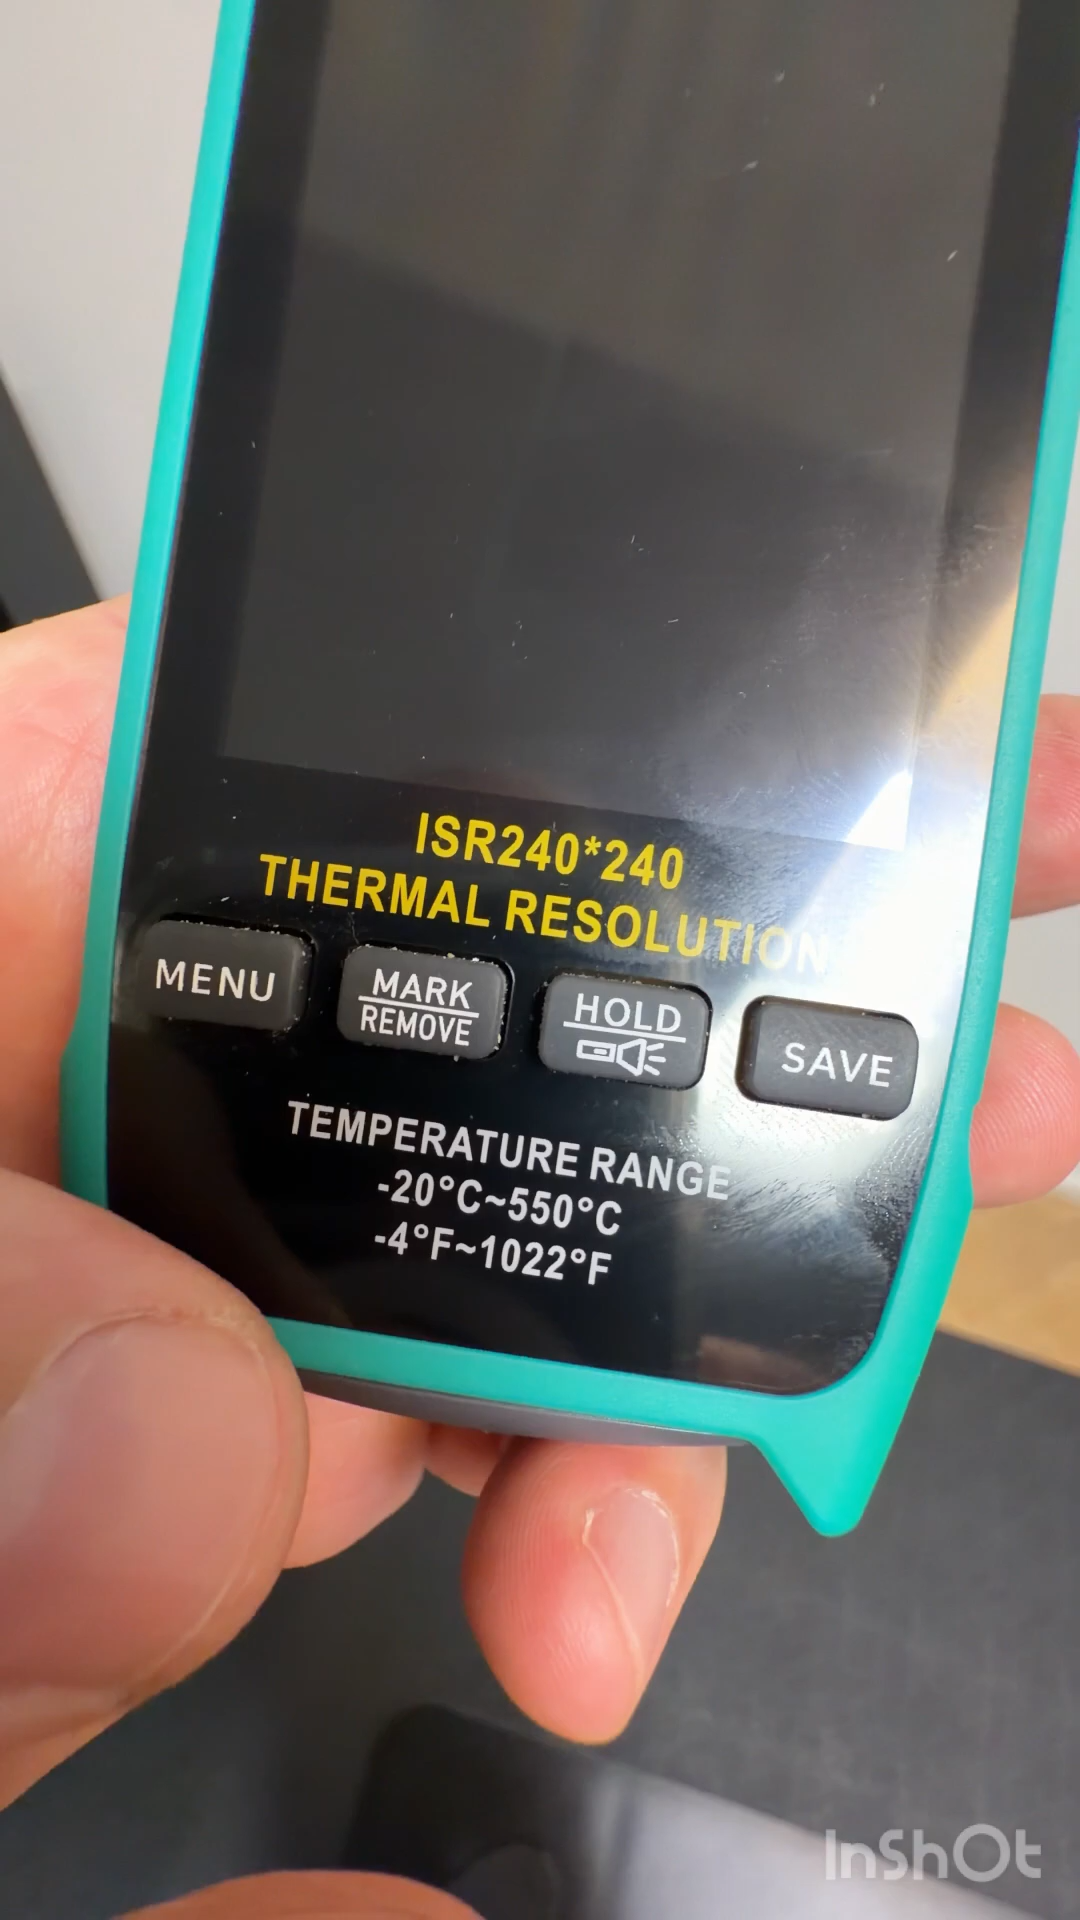 ISR240*240
THERMAL RESOLUTION
MENU
MARK
REMOVE
HOLD
SAVE
TEMPERATURE RANGE
-20°C~550°C
-4°F~1022°F
InShOt